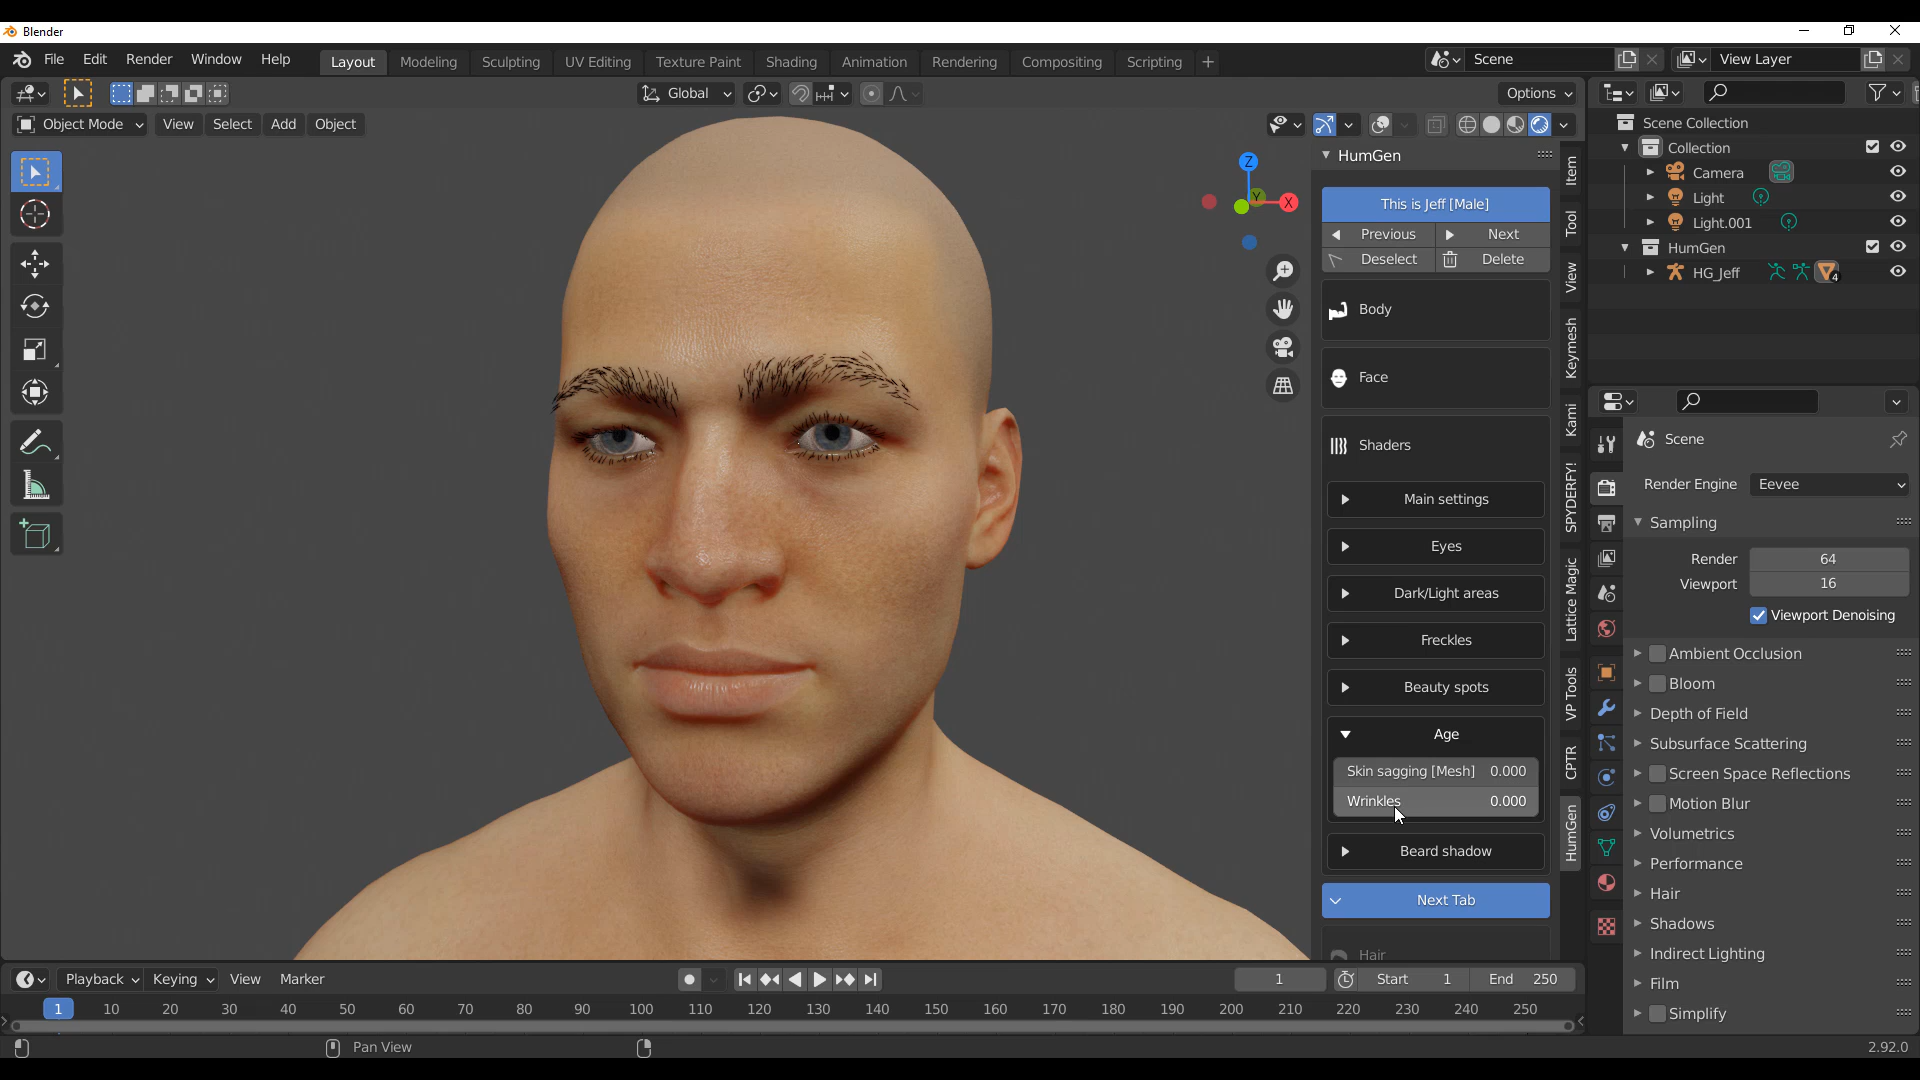 Blender
File Edit Render Window Help Layout Modeling Sculpting UV Editing Texture Paint Shading Animation Rendering Compositing Scripting + Scene View Layer
Global Options
Object Mode View Select Add Object
HumGen
This is Jeff [Male]
Previous Next
Deselect Delete
Body
Face
Shaders
Main settings
Eyes
Dark/Light areas
Freckles
Beauty spots
Age
Skin sagging [Mesh] 0.000
Wrinkles 0.000
Beard shadow
Next Tab
Hair
Z
Y
X
Item
Tool
View
Keymesh
Kami
SPYDERFY!
Lattice Magic
VP Tools
CPTR
HumGen
Scene Collection
Collection
Camera
Light
Light.001
HumGen
HG_Jeff
4
Scene
Render Engine Eevee
Sampling
Render 64
Viewport 16
Viewport Denoising
Ambient Occlusion
Bloom
Depth of Field
Subsurface Scattering
Screen Space Reflections
Motion Blur
Volumetrics
Performance
Hair
Shadows
Indirect Lighting
Film
Simplify
Playback Keying View Marker 1 Start 1 End 250
1 10 20 30 40 50 60 70 80 90 100 110 120 130 140 150 160 170 180 190 200 210 220 230 240 250
Pan View
2.92.0